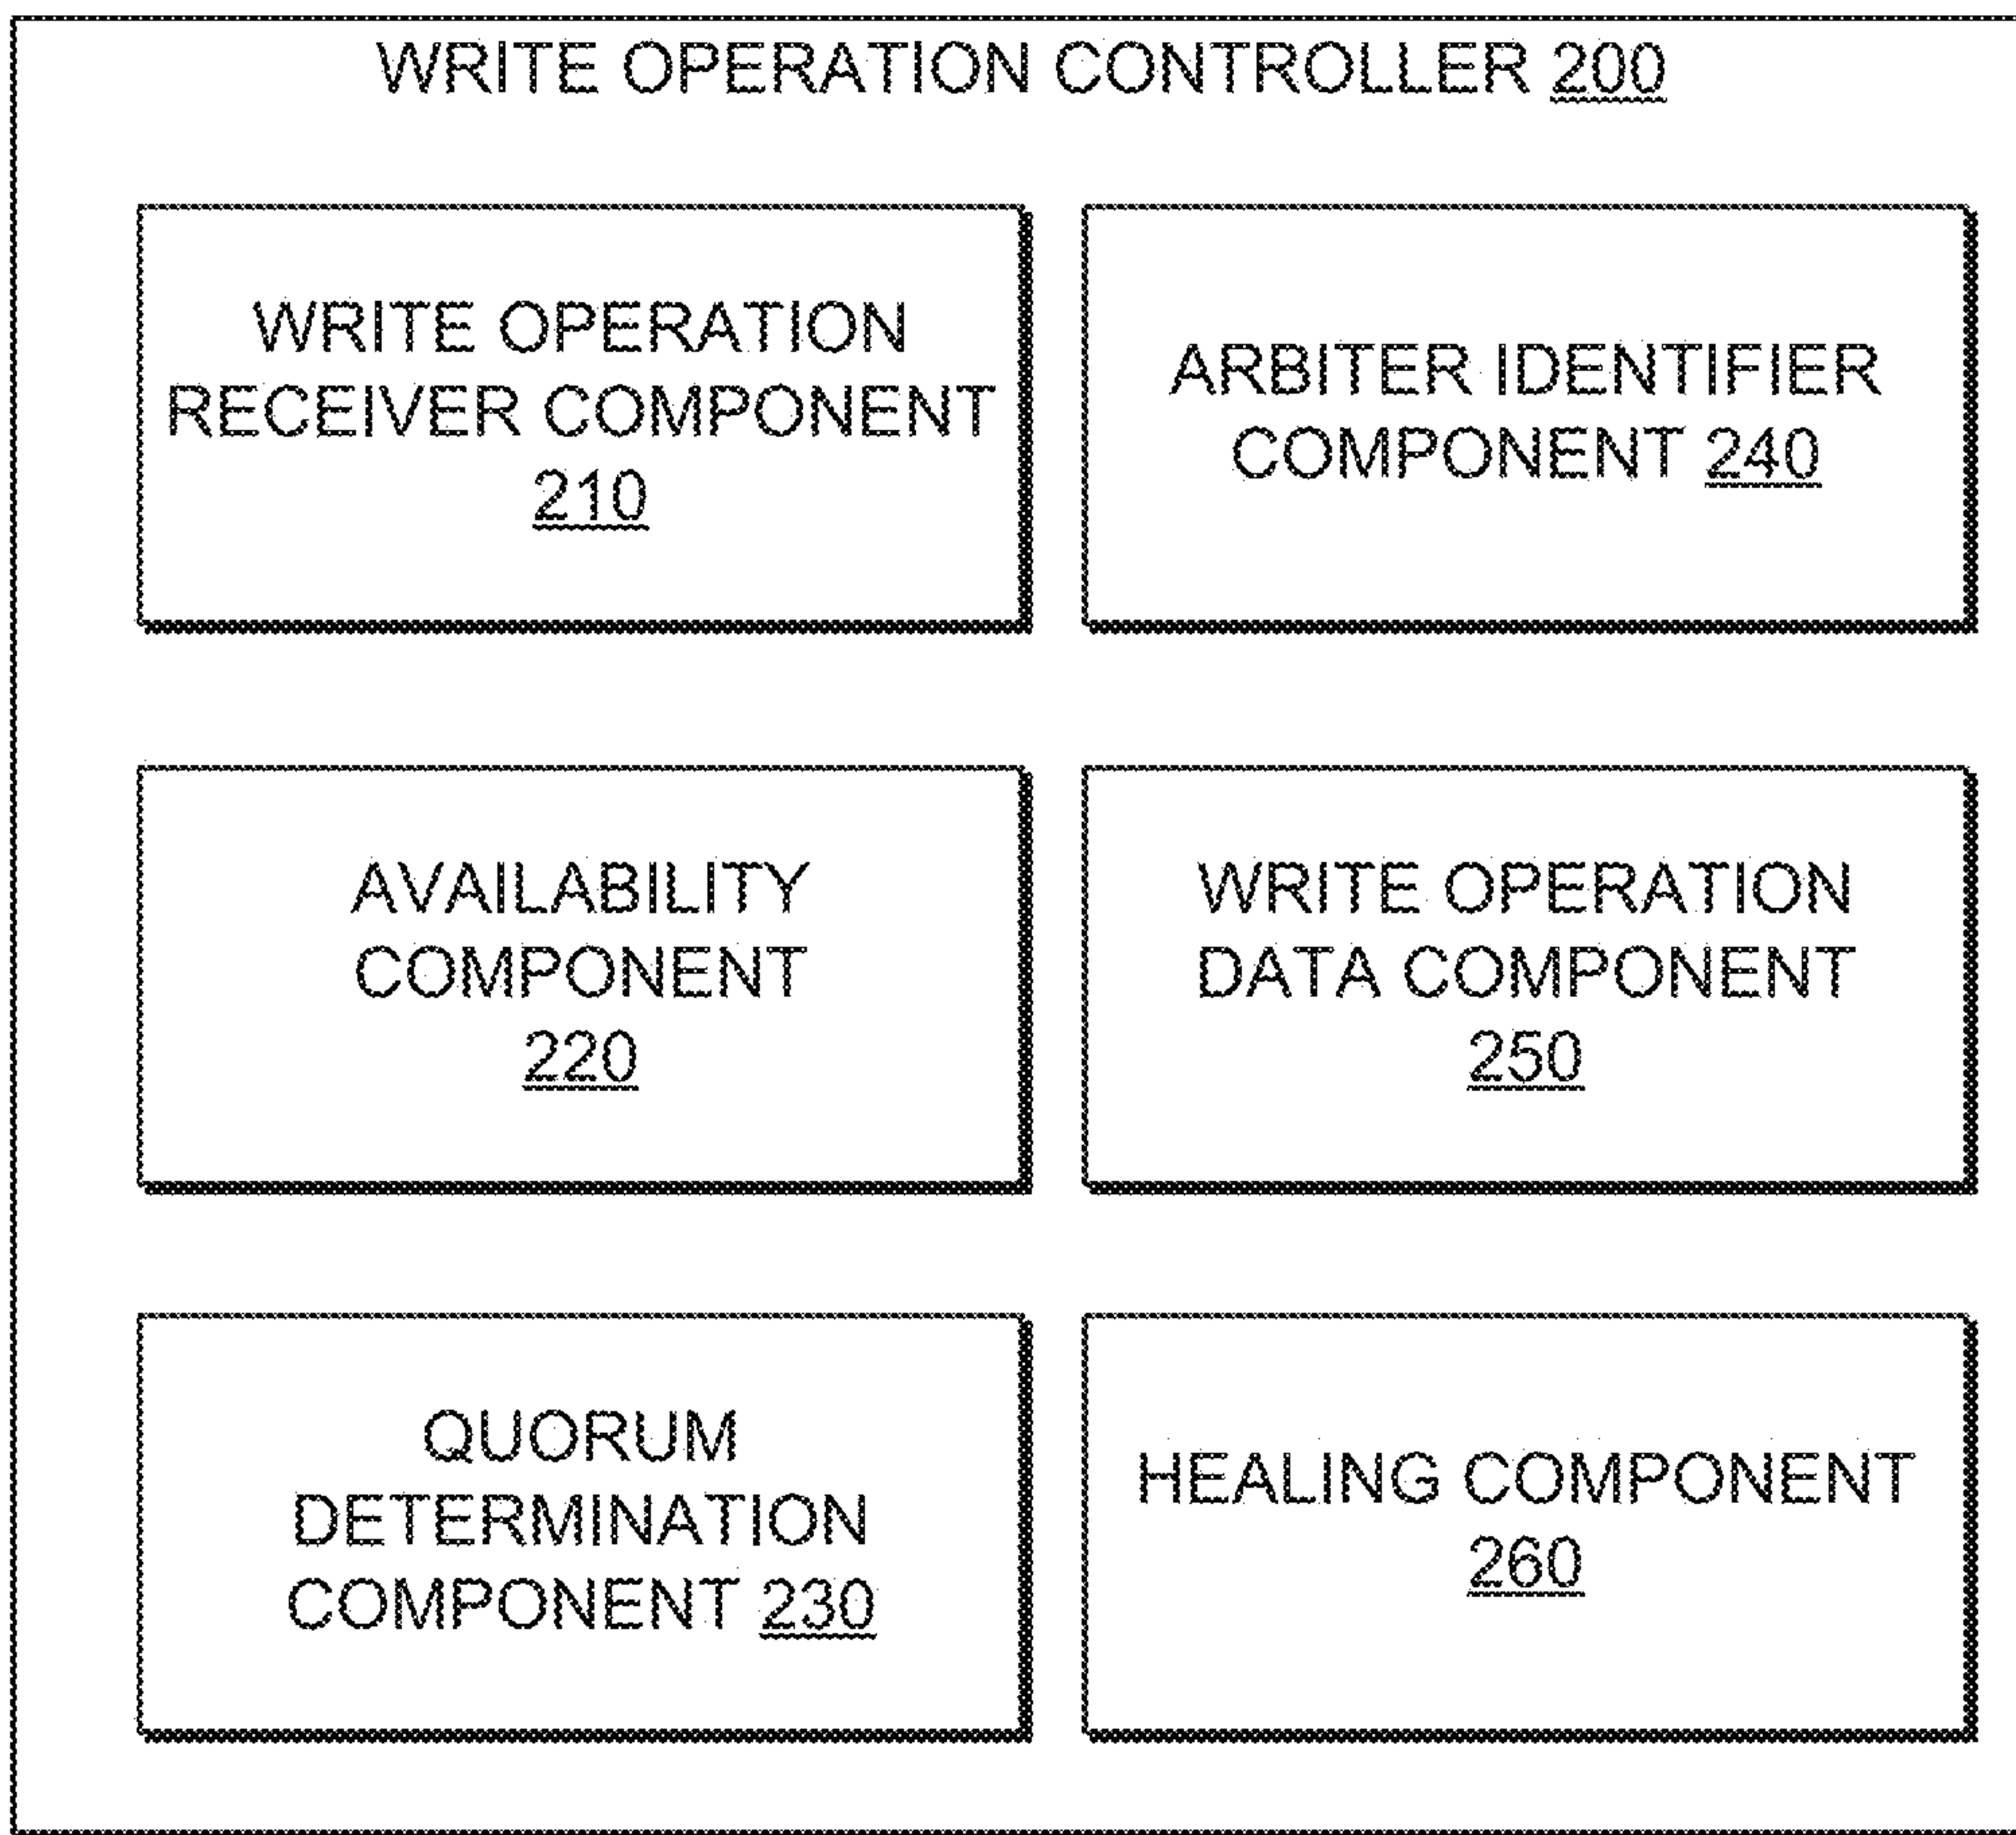 WRITE OPERATION CONTROLLER 200
WRITE OPERATION
RECEIVER COMPONENT
210
ARBITER IDENTIFIER
COMPONENT 240
AVAILABILITY
COMPONENT
220
WRITE OPERATION
DATA COMPONENT
250
QUORUM
DETERMINATION
COMPONENT 230
HEALING COMPONENT
260